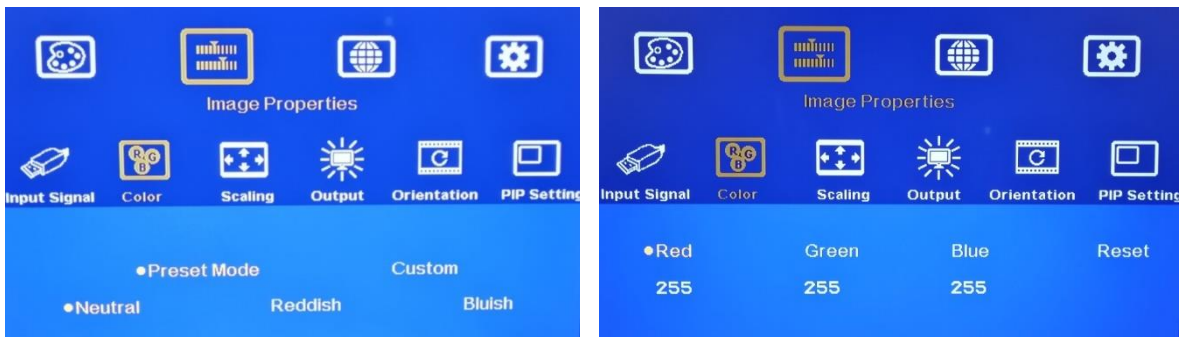 Image Properties
Input Signal Color Scaling Output Orientation PIP Setting
●Preset Mode Custom
●Neutral Reddish Bluish
Image Properties
R G B
Input Signal Color Scaling Output Orientation PIP Setting
●Red Green Blue Reset
255 255 255